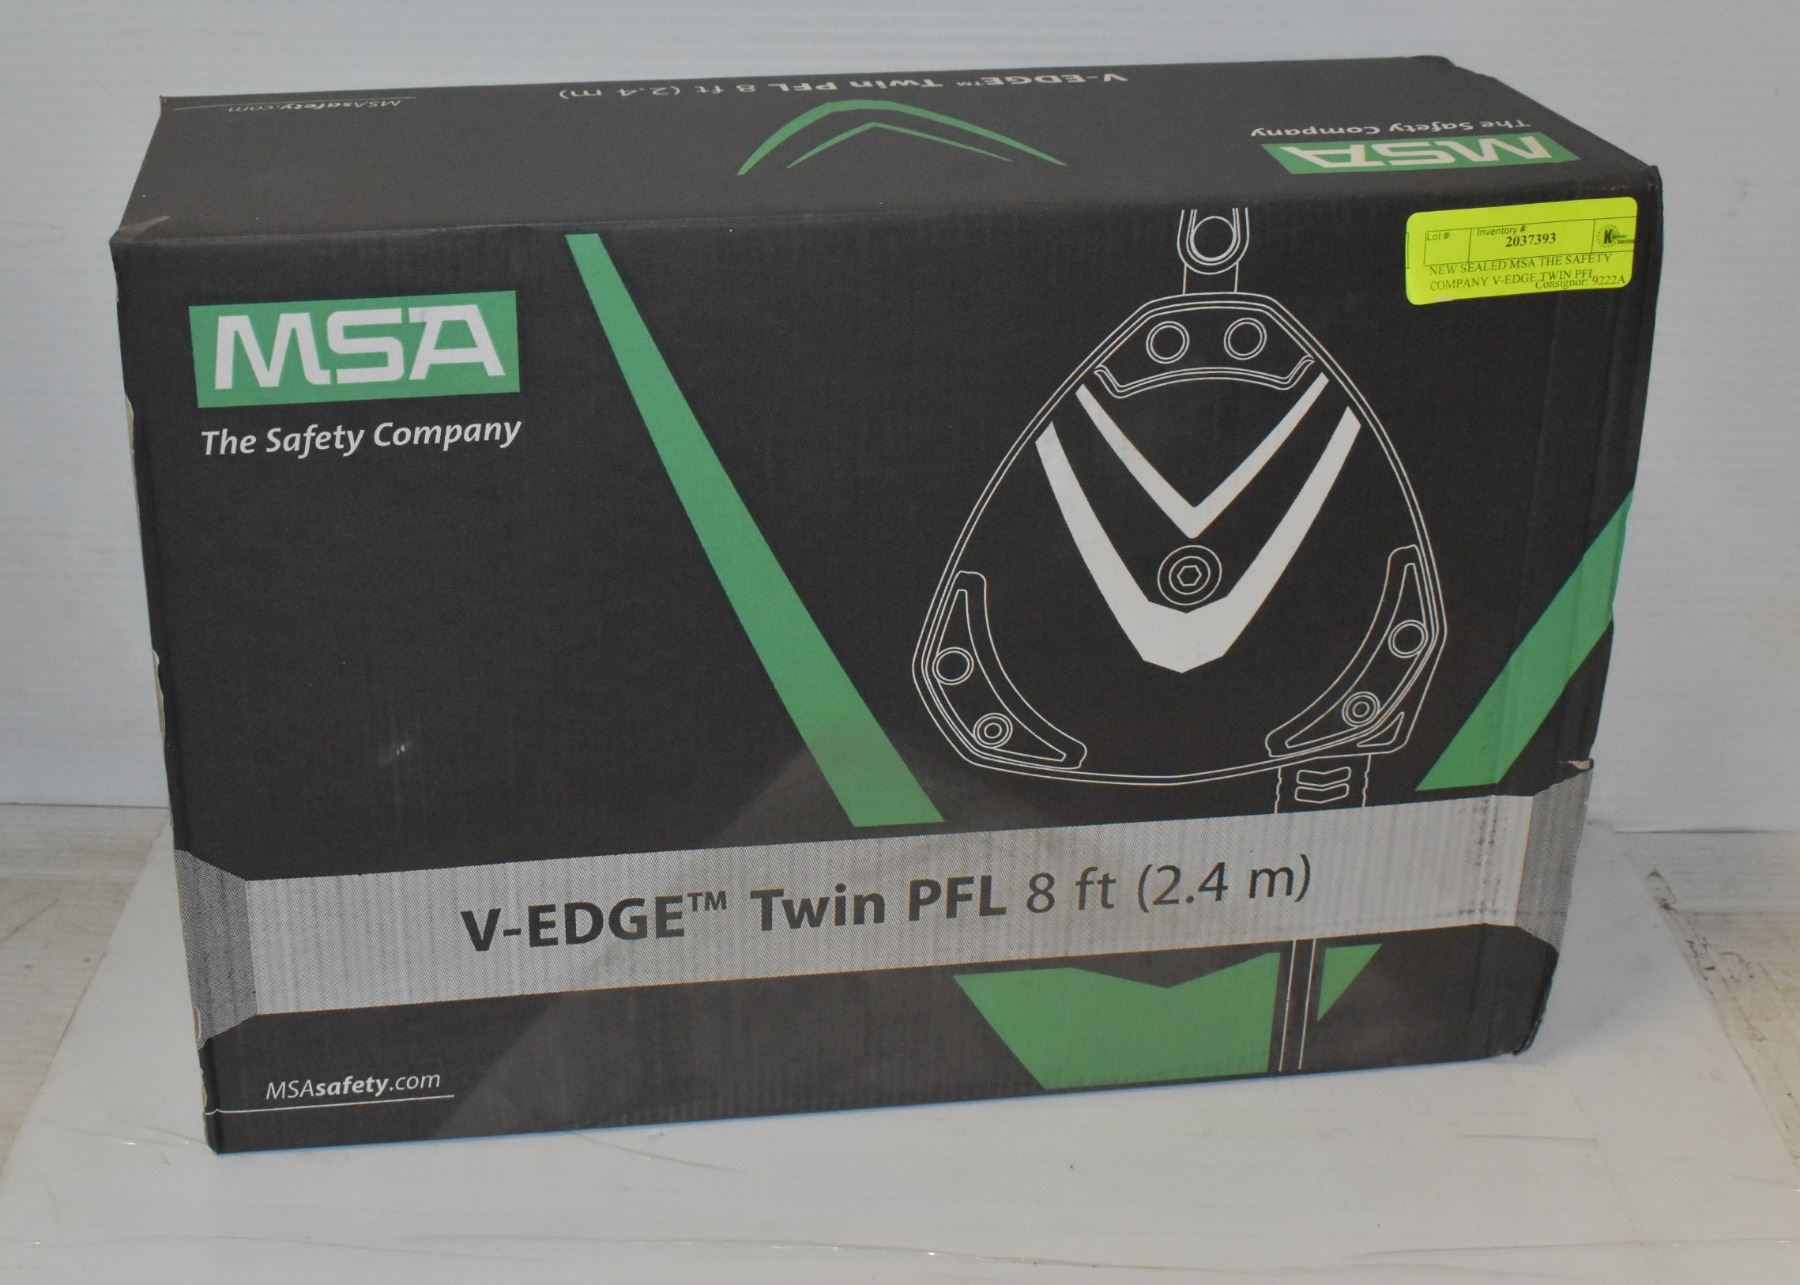 MSAsafety.com
V-EDGE™ Twin PFL 8 ft (2.4 m)
The Safety Company
MSA
MSA
The Safety Company
Lot #
Inventory #:
2037393
NEW SEALED MSA THE SAFETY
COMPANY V-EDGE TWIN PFL
Consignor: 9222A
V-EDGE™ Twin PFL 8 ft (2.4 m)
MSAsafety.com